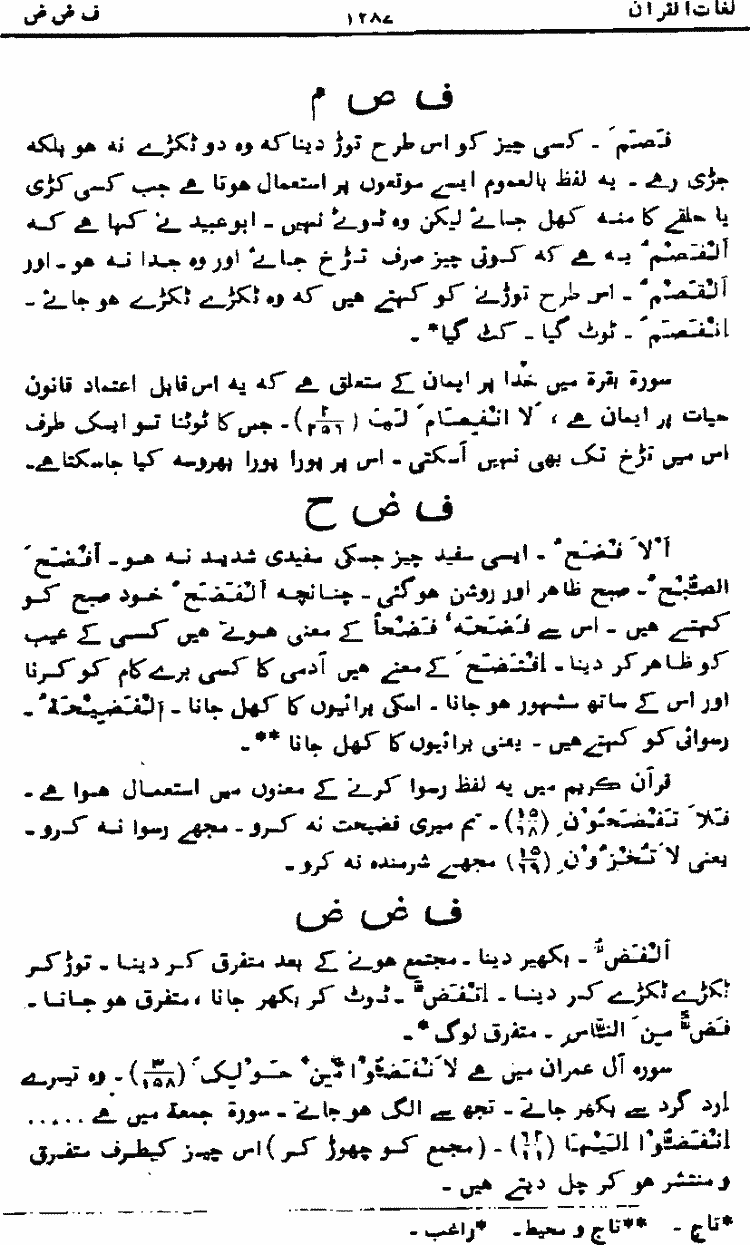 لغات القرآن ۱۲۸۷ ف ض ض
ف ص م
فَصَمَ ۔ کسی چیز کو اس طرح توڑ دینا کہ وہ دو ٹکڑے نہ ہو بلکہ
جڑی رہے ۔ یہ لفظ بالعموم ایسے موقعوں پر استعمال ہوتا ہے جب کسی کڑی
یا حلقے کا منہ کھل جائے لیکن وہ ٹوٹے نہیں ۔ ابوعبید نے کہا ہے کہ
اَلْفَصْمُ یہ ہے کہ کوئی چیز صرف تڑخ جائے اور وہ جدا نہ ہو ۔ اور
اَلْقَصْمُ ۔ اس طرح توڑنے کو کہتے ہیں کہ وہ ٹکڑے ٹکڑے ہو جائے ۔
اِنْفَصَمَ ۔ ٹوٹ گیا ۔ کٹ گیا* ۔
سورۃ بقرۃ میں خُدا پر ایمان کے متعلق ہے کہ یہ اس قابل اعتماد قانون
حیات پر ایمان ہے ، لَا انْفِصَامَ لَہَا (۲/۲۵۶) ۔ جس کا ٹوٹنا تو ایک طرف
اس میں تڑخ تک بھی نہیں آسکتی ۔ اس پر پورا پورا بھروسہ کیا جاسکتا ہے۔
ف ض ح
اَلْاَفْضَحُ ۔ ایسی سفید چیز جسکی سفیدی شدید نہ ہو ۔ اَفْضَحَ
الصُّبْحُ ۔ صبح ظاہر اور روشن ہوگئی ۔ چنانچہ اَلْفَضَحُ خود صبح کو
کہتے ہیں ۔ اس سے فَضَحَہٗ فَضْحاً کے معنی ہوتے ہیں کسی کے عیب
کو ظاہر کر دینا ۔ اِفْتَضَحَ کے معنے ہیں آدمی کا کسی برے کام کو کرنا
اور اس کے ساتھ مشہور ہو جانا ۔ اسکی برائیوں کا کھل جانا ۔ اَلْفَضِیْحَۃُ ۔
رسوائی کو کہتے ہیں ۔ یعنی برائیوں کا کھل جانا ** ۔
قرآن کریم میں یہ لفظ رسوا کرنے کے معنوں میں استعمال ہوا ہے ۔
فَلَا تَفْضَحُوْنِ (۱۵/۶۸) ۔ تم میری فضیحت نہ کرو ۔ مجھے رسوا نہ کرو ۔
یعنی لَا تُخْزُوْنِ (۱۵/۶۹) مجھے شرمندہ نہ کرو ۔
ف ض ض
اَلْفَضُّ ۔ بکھیر دینا ۔ مجتمع ہونے کے بعد متفرق کر دینا ۔ توڑ کر
ٹکڑے ٹکڑے کر دینا ۔ اِنْفَضَّ ۔ ٹوٹ کر بکھر جانا ، متفرق ہو جانا ۔
فَضٌّ مِنَ النَّاسِ ۔ متفرق لوگ * ۔
سورہ آل عمران میں ہے لَا نْفَضُّوْا مِنْ حَوْلِکَ (۳/۱۵۸) ۔ وہ تیرے
ارد گرد سے بکھر جاتے ۔ تجھ سے الگ ہو جاتے ۔ سورۃ جمعۃ میں ہے .....
اِنْفَضُّوْا اِلَیْہَا (۶۲/۱۱) ۔ (مجمع کو چھوڑ کر) اس چیز کیطرف متفرق
و منتشر ہو کر چل دیتے ہیں ۔
*تاج ۔ **تاج و محیط ۔ *راغب ۔